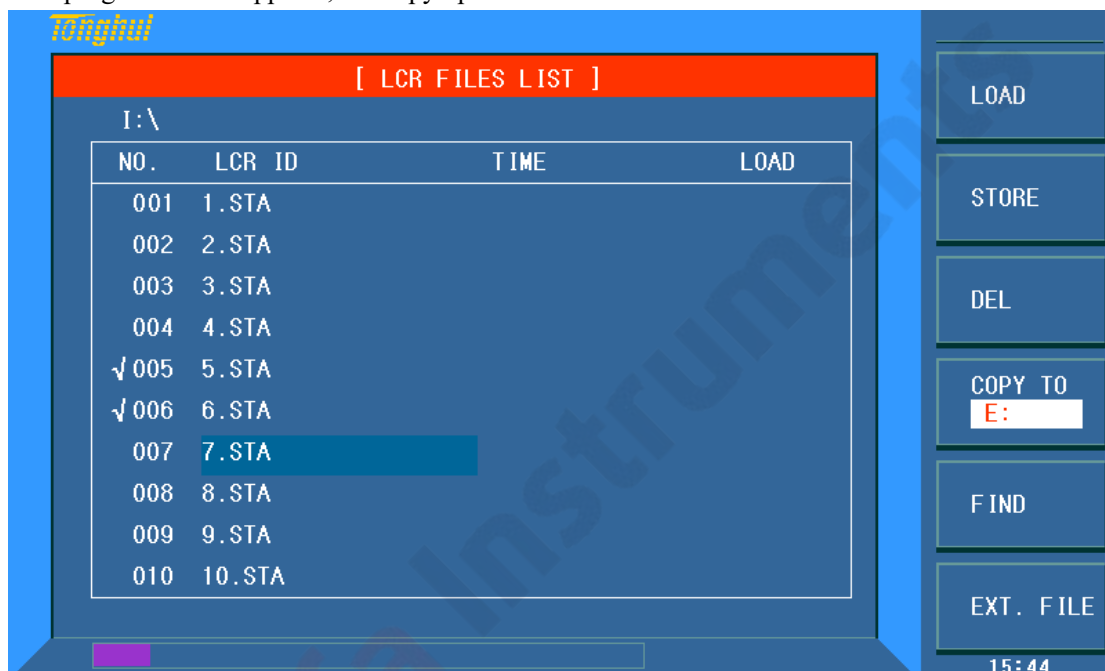 Tonghui
[ LCR FILES LIST ]
I:\
NO. LCR ID TIME LOAD
001 1.STA
002 2.STA
003 3.STA
004 4.STA
√ 005 5.STA
√ 006 6.STA
007 7.STA
008 8.STA
009 9.STA
010 10.STA
LOAD
STORE
DEL
COPY TO
E:
FIND
EXT. FILE
15:44
Instruments